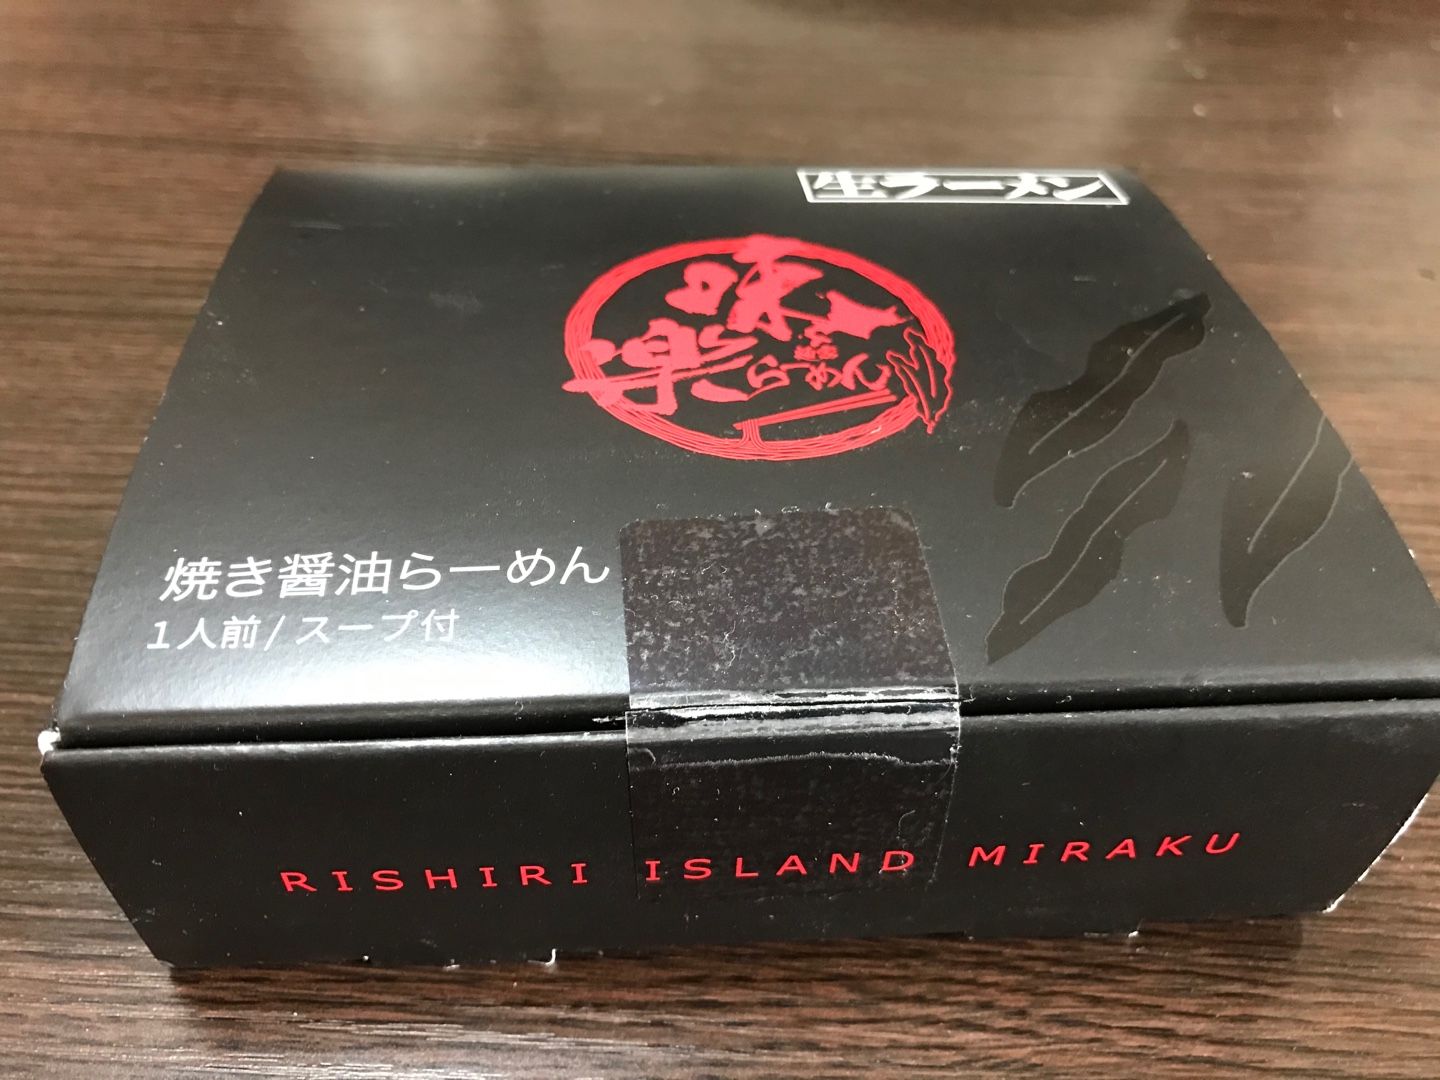 生ラーメン
味楽
らーめん
焼き醤油らーめん
1人前/スープ付
RISHIRI ISLAND MIRAKU